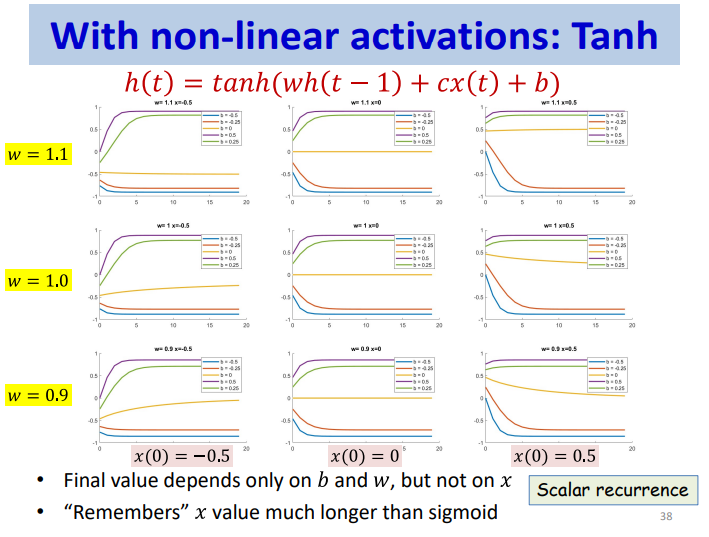 With non-linear activations: Tanh
h(t) = tanh(wh(t − 1) + cx(t) + b)
w = 1.1
w= 1.1 x=-0.5
1
0.5
0
-0.5
-1
0 5 10 15 20
b = -0.5
b = -0.25
b = 0
b = 0.5
b = 0.25
w= 1.1 x=0
1
0.5
0
-0.5
-1
0 5 10 15 20
b = -0.5
b = -0.25
b = 0
b = 0.5
b = 0.25
w= 1.1 x=0.5
1
0.5
0
-0.5
-1
0 5 10 15 20
b = -0.5
b = -0.25
b = 0
b = 0.5
b = 0.25
w = 1.0
w= 1 x=-0.5
1
0.5
0
-0.5
-1
0 5 10 15 20
b = -0.5
b = -0.25
b = 0
b = 0.5
b = 0.25
w= 1 x=0
1
0.5
0
-0.5
-1
0 5 10 15 20
b = -0.5
b = -0.25
b = 0
b = 0.5
b = 0.25
w= 1 x=0.5
1
0.5
0
-0.5
-1
0 5 10 15 20
b = -0.5
b = -0.25
b = 0
b = 0.5
b = 0.25
w = 0.9
w= 0.9 x=-0.5
1
0.5
0
-0.5
-1
0 5 10 15 20
b = -0.5
b = -0.25
b = 0
b = 0.5
b = 0.25
w= 0.9 x=0
1
0.5
0
-0.5
-1
0 5 10 15 20
b = -0.5
b = -0.25
b = 0
b = 0.5
b = 0.25
w= 0.9 x=0.5
1
0.5
0
-0.5
-1
0 5 10 15 20
b = -0.5
b = -0.25
b = 0
b = 0.5
b = 0.25
x(0) = −0.5
x(0) = 0
x(0) = 0.5
• Final value depends only on b and w, but not on x
• “Remembers” x value much longer than sigmoid
Scalar recurrence
38